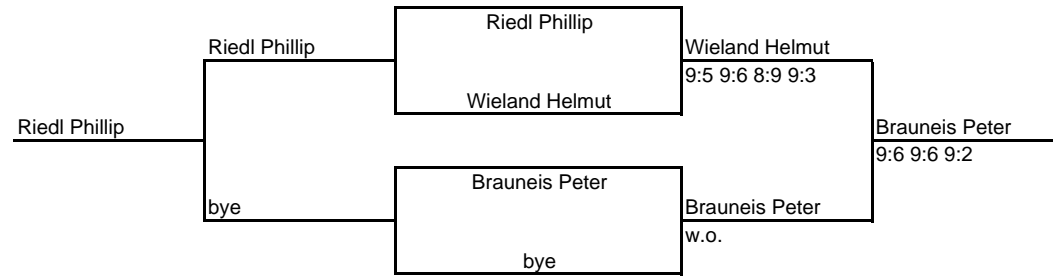 Riedl Phillip
Riedl Phillip
Wieland Helmut
9:5 9:6 8:9 9:3
Wieland Helmut
Riedl Phillip
Brauneis Peter
9:6 9:6 9:2
Brauneis Peter
bye
Brauneis Peter
w.o.
bye